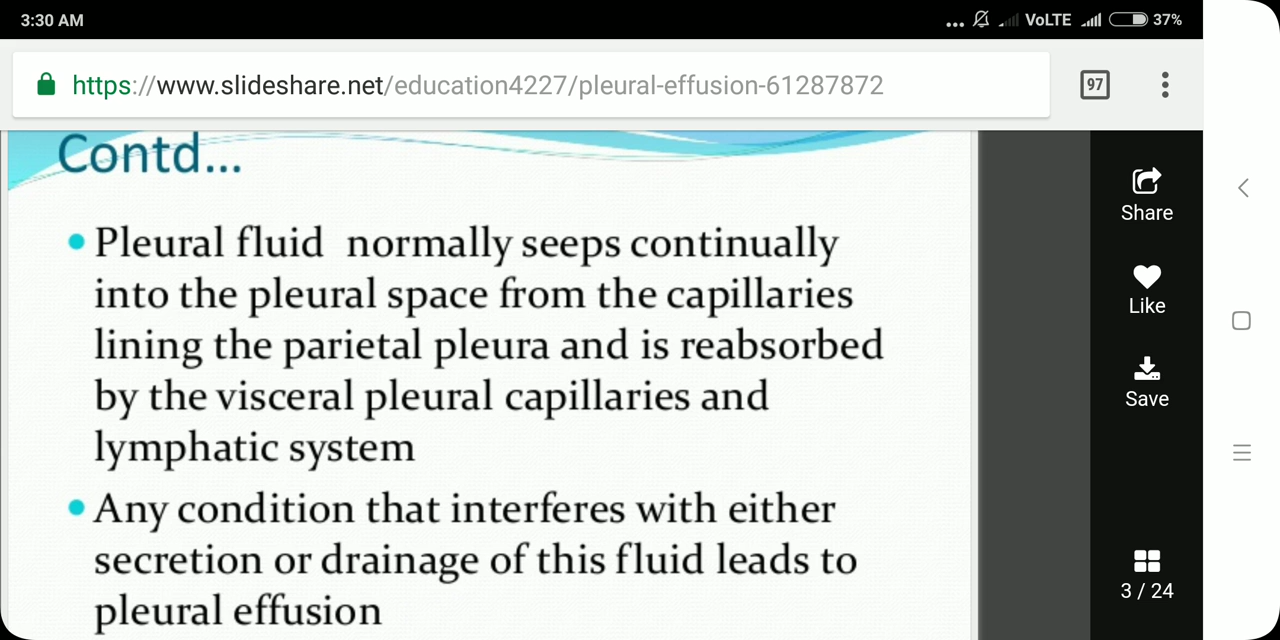 3:30 AM
... VoLTE 37%
https://www.slideshare.net/education4227/pleural-effusion-61287872
97
Contd...
Share
Like
Save
3 / 24
• Pleural fluid normally seeps continually
into the pleural space from the capillaries
lining the parietal pleura and is reabsorbed
by the visceral pleural capillaries and
lymphatic system
• Any condition that interferes with either
secretion or drainage of this fluid leads to
pleural effusion